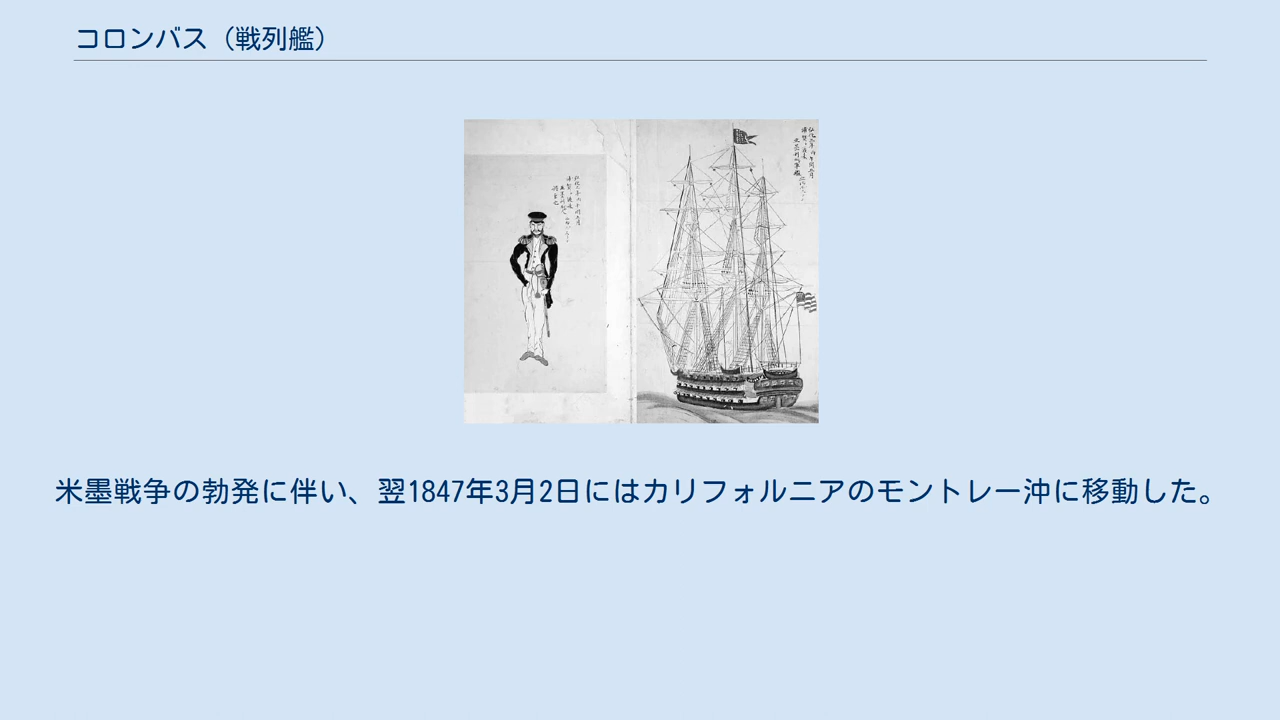 コロンバス（戦列艦）
米墨戦争の勃発に伴い、翌1847年3月2日にはカリフォルニアのモントレー沖に移動した。